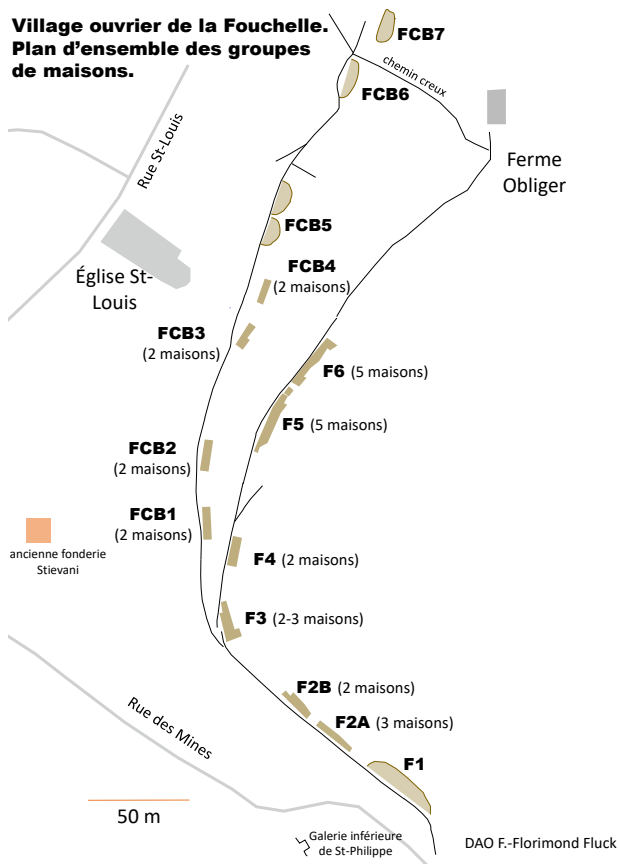 Village ouvrier de la Fouchelle.
Plan d'ensemble des groupes
de maisons.
FCB7
chemin creux
FCB6
Rue St-Louis
Ferme
Obliger
FCB5
Église St-
Louis
FCB4
(2 maisons)
FCB3
(2 maisons)
F6 (5 maisons)
F5 (5 maisons)
FCB2
(2 maisons)
FCB1
(2 maisons)
ancienne fonderie
Stievani
F4 (2 maisons)
F3 (2-3 maisons)
F2B (2 maisons)
F2A (3 maisons)
Rue des Mines
F1
50 m
Galerie inférieure
de St-Philippe
DAO F.-Florimond Fluck